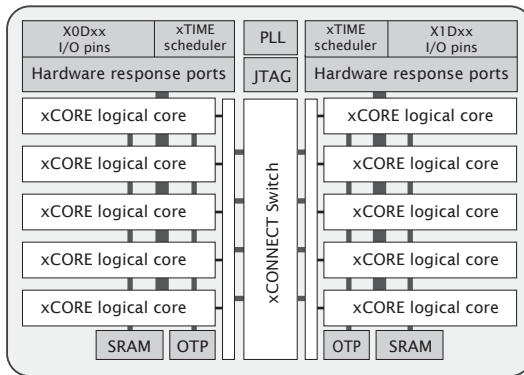 X0Dxx
I/O pins
xTIME
scheduler
PLL
xTIME
scheduler
X1Dxx
I/O pins
Hardware response ports
JTAG
Hardware response ports
xCORE logical core
xCORE logical core
xCORE logical core
xCORE logical core
xCORE logical core
xCONNECT Switch
xCORE logical core
xCORE logical core
xCORE logical core
xCORE logical core
xCORE logical core
SRAM
OTP
OTP
SRAM